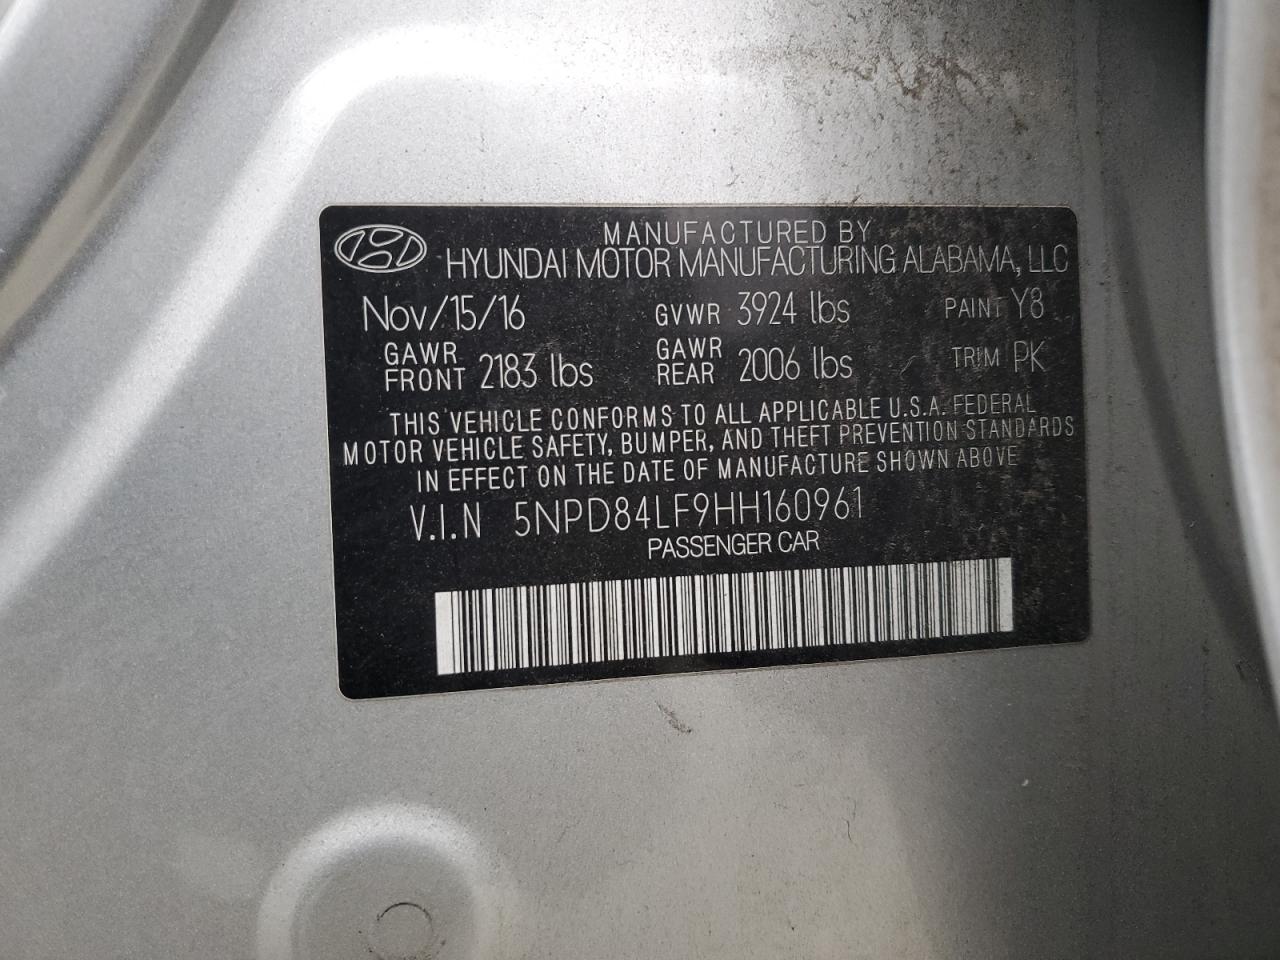 MANUFACTURED BY
HYUNDAI MOTOR MANUFACTURING ALABAMA, LLC
Nov/15/16 GVWR 3924 lbs PAINT Y8
GAWR FRONT 2183 lbs GAWR REAR 2006 lbs TRIM PK
THIS VEHICLE CONFORMS TO ALL APPLICABLE U.S.A. FEDERAL
MOTOR VEHICLE SAFETY, BUMPER, AND THEFT PREVENTION STANDARDS
IN EFFECT ON THE DATE OF MANUFACTURE SHOWN ABOVE
V.I.N 5NPD84LF9HH160961
PASSENGER CAR